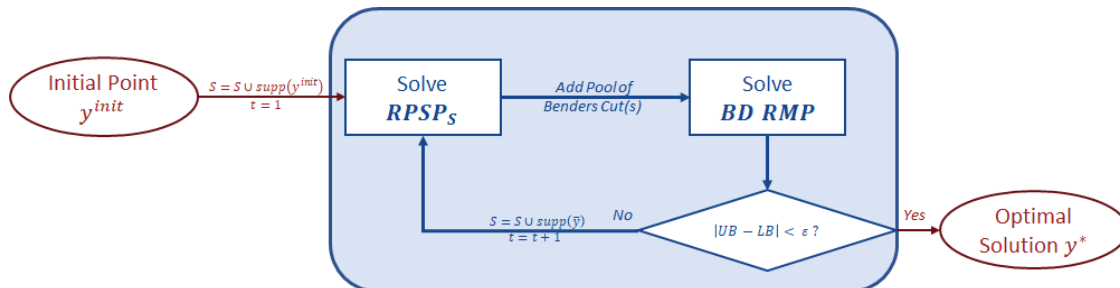 Initial Point
y^{init}
S = S ∪ supp(y^{init})
t = 1
Solve
RPSP_S
Add Pool of
Benders Cut(s)
Solve
BD RMP
|UB − LB| < ε ?
No
S = S ∪ supp(ȳ)
t = t + 1
Yes
Optimal
Solution y*